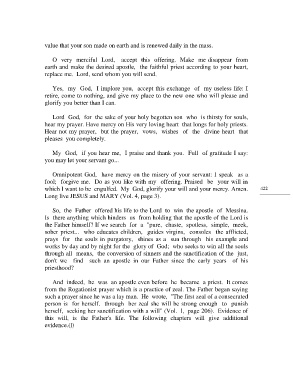 value that your son made on earth and is renewed daily in the mass.
O very merciful Lord, accept this offering. Make me disappear from
earth and make the desired apostle, the faithful priest according to your heart,
replace me. Lord, send whom you will send.
Yes, my God, I implore you, accept this exchange of my useless life: I
retire, come to nothing, and give my place to the new one who will please and
glorify you better than I can.
Lord God, for the sake of your holy begotten son who is thirsty for souls,
hear my prayer. Have mercy on His very loving heart that longs for holy priests.
Hear not my prayer, but the prayer, vows, wishes of the divine heart that
pleases you completely.
My God, if you hear me, I praise and thank you. Full of gratitude I say:
you may let your servant go...
Omnipotent God, have mercy on the misery of your servant: I speak as a
fool; forgive me. Do as you like with my offering. Praised be your will in
which I want to be engulfed. My God, glorify your will and your mercy. Amen.
Long live JESUS and MARY (Vol. 4, page 3).
122
So, the Father offered his life to the Lord to win the apostle of Messina,
Is there anything which hinders us from holding that the apostle of the Lord is
the Father himself? If we search for a "pure, chaste, spotless, simple, meek,
sober priest... who educates children, guides virgins, consoles the afflicted,
prays for the souls in purgatory, shines as a sun through his example and
works by day and by night for the glory of God; who seeks to win all the souls
through all means, the conversion of sinners and the sanctification of the just,
don't we find such an apostle in our Father since the early years of his
priesthood?
And indeed, he was an apostle even before he became a priest. It comes
from the Rogationist prayer which is a practice of zeal. The Father began saying
such a prayer since he was a lay man. He wrote, "The first zeal of a consecrated
person is for herself, through her real she will be strong enough to punish
herself, seeking her sanctification with a will" (Vol. 1, page 206). Evidence of
this will, is the Father's life. The following chapters will give additional
evidence.(])